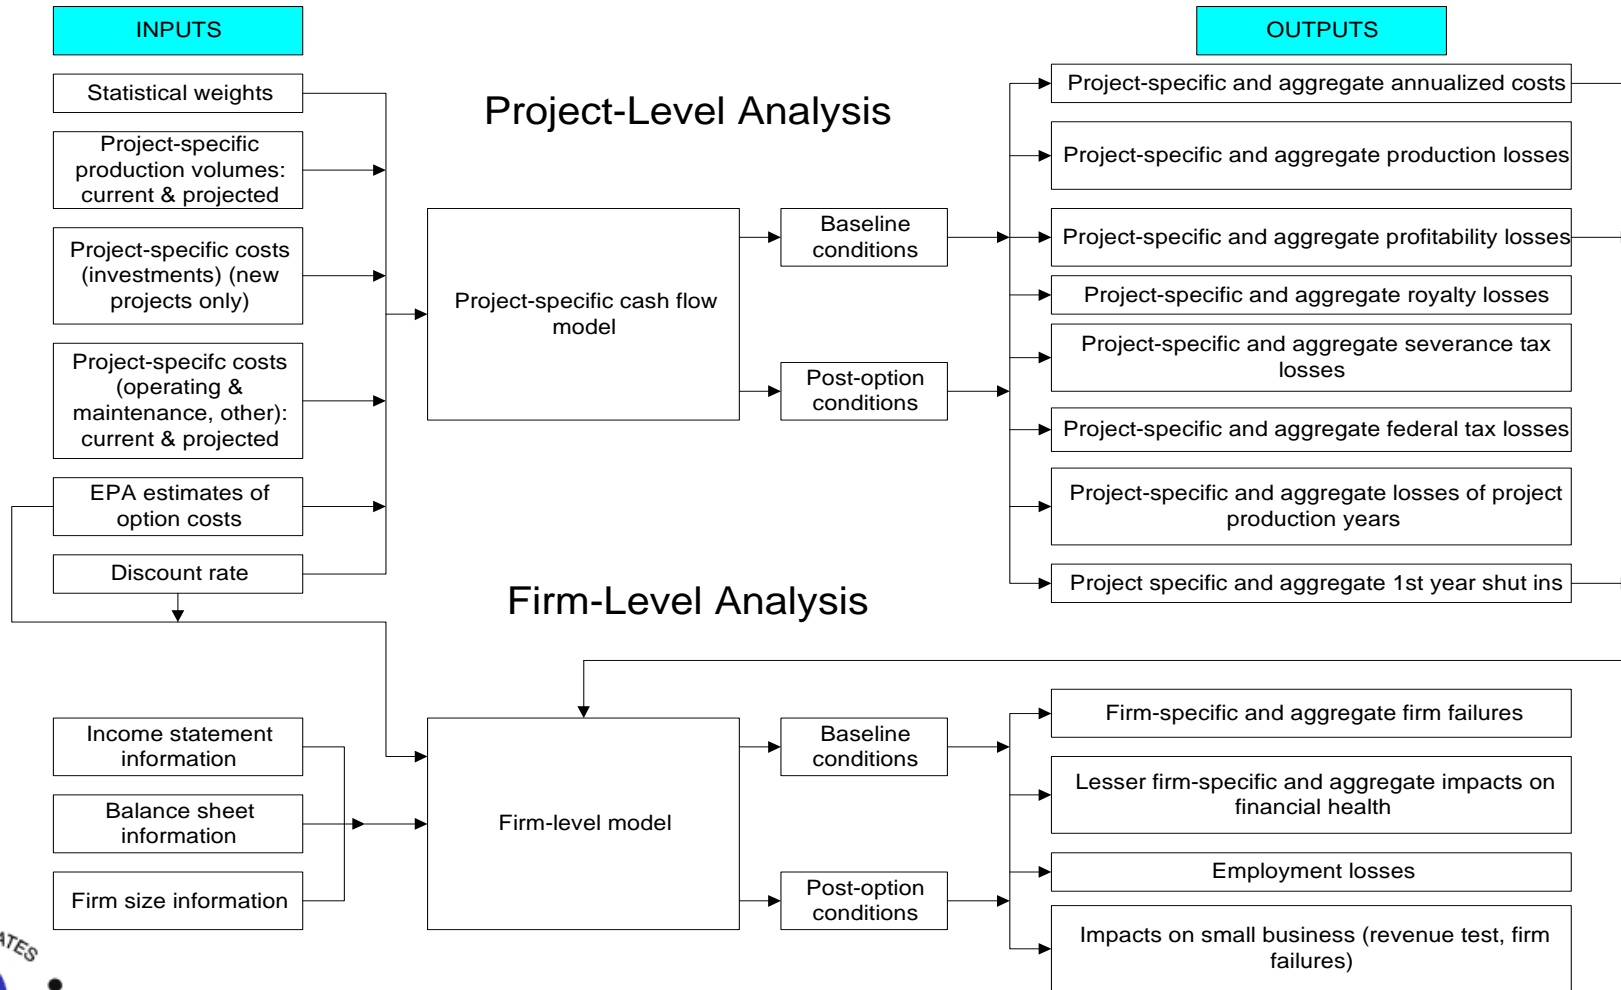 INPUTS
OUTPUTS
Statistical weights
Project-specific
production volumes:
current & projected
Project-specific costs
(investments) (new
projects only)
Project-specifc costs
(operating &
maintenance, other):
current & projected
EPA estimates of
option costs
Discount rate
Project-Level Analysis
Project-specific cash flow
model
Baseline
conditions
Post-option
conditions
Project-specific and aggregate annualized costs
Project-specific and aggregate production losses
Project-specific and aggregate profitability losses
Project-specific and aggregate royalty losses
Project-specific and aggregate severance tax
losses
Project-specific and aggregate federal tax losses
Project-specific and aggregate losses of project
production years
Project specific and aggregate 1st year shut ins
Firm-Level Analysis
Income statement
information
Balance sheet
information
Firm size information
Firm-level model
Baseline
conditions
Post-option
conditions
Firm-specific and aggregate firm failures
Lesser firm-specific and aggregate impacts on
financial health
Employment losses
Impacts on small business (revenue test, firm
failures)
ATES